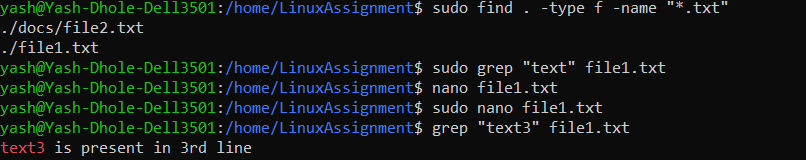 yash@Yash-Dhole-Dell3501:/home/LinuxAssignment$ sudo find . -type f -name "*.txt"
./docs/file2.txt
./file1.txt
yash@Yash-Dhole-Dell3501:/home/LinuxAssignment$ sudo grep "text" file1.txt
yash@Yash-Dhole-Dell3501:/home/LinuxAssignment$ nano file1.txt
yash@Yash-Dhole-Dell3501:/home/LinuxAssignment$ sudo nano file1.txt
yash@Yash-Dhole-Dell3501:/home/LinuxAssignment$ grep "text3" file1.txt
text3 is present in 3rd line